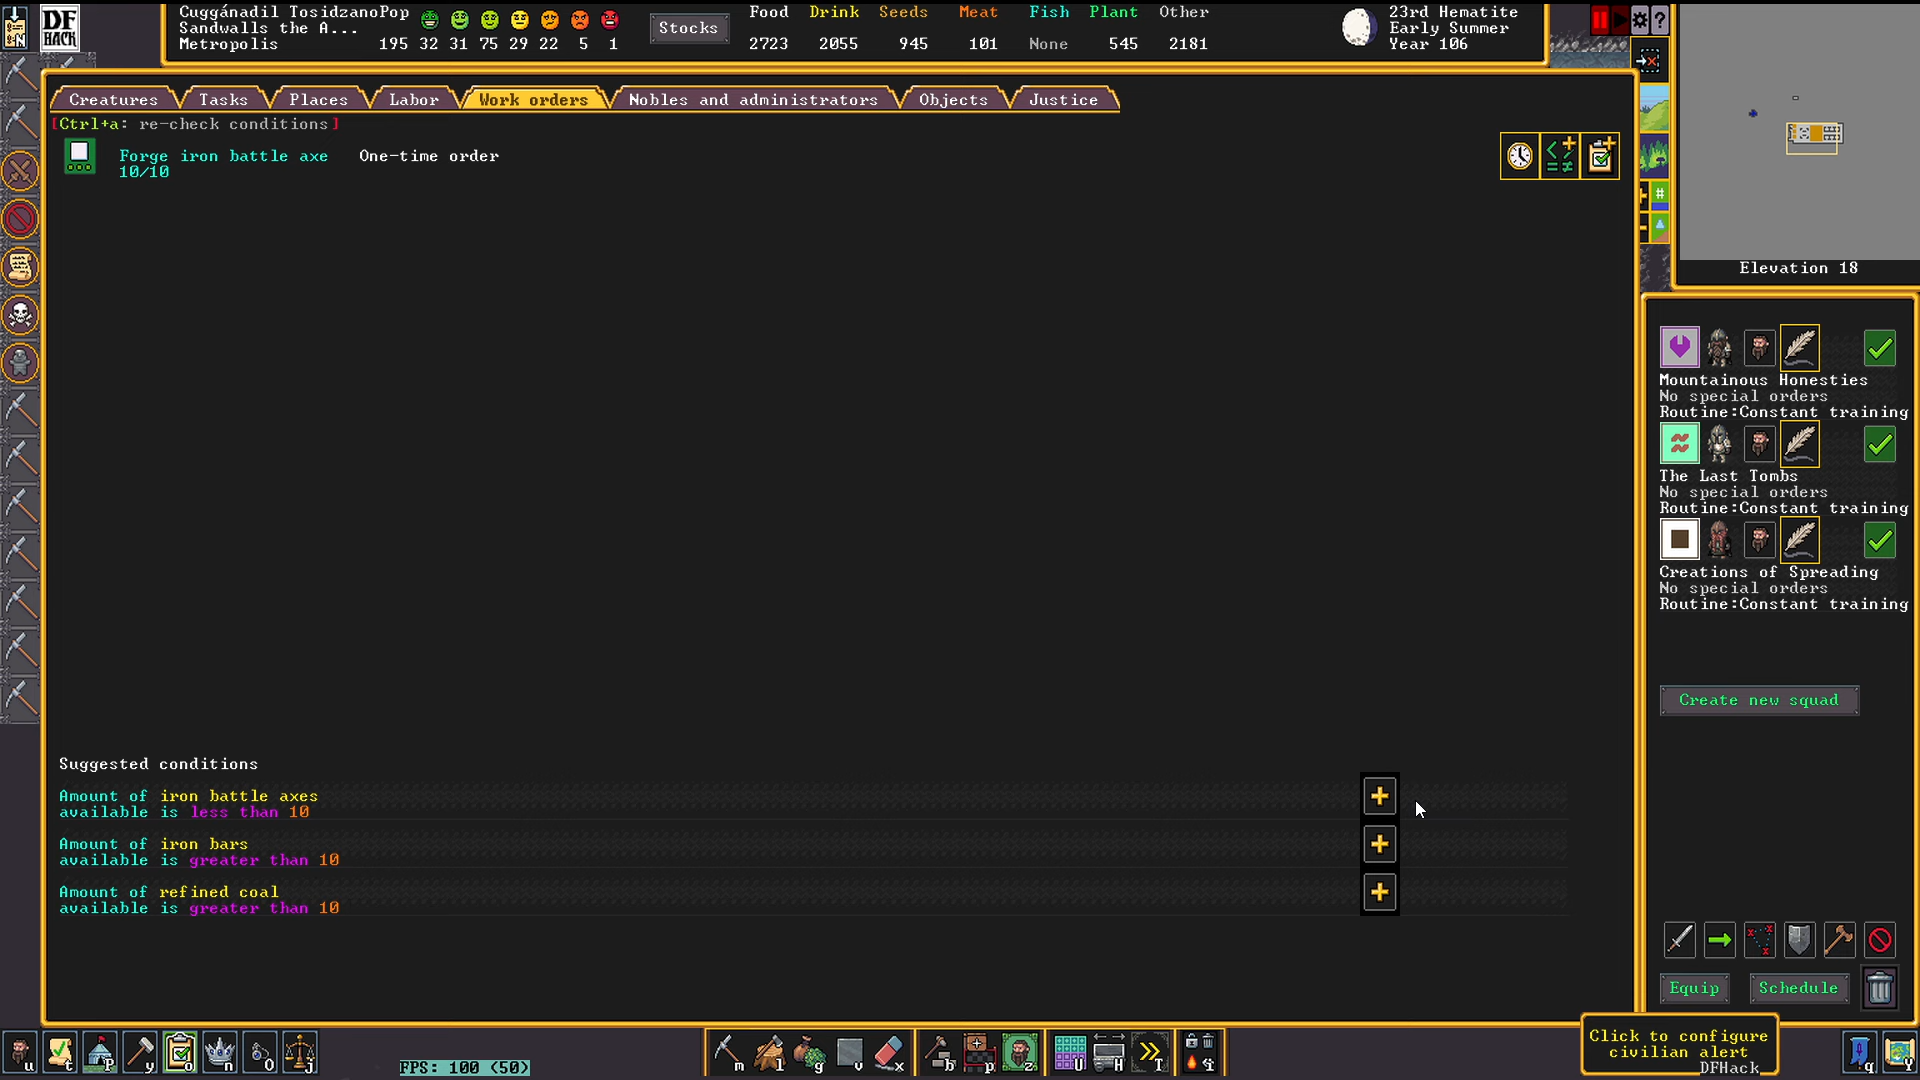 DF
HACK
Cuggánadil TosidzanoPop
Sandwalls the A...
Metropolis 195 32 31 75 29 22 5 1
Stocks
Food Drink Seeds Meat Fish Plant Other
2723 2055 945 101 None 545 2181
23rd Hematite
Early Summer
Year 106
?
Creatures Tasks Places Labor Work orders Nobles and administrators Objects Justice
[Ctrl+a: re-check conditions]
Forge iron battle axe One-time order
10/10
Elevation 18
Mountainous Honesties
No special orders
Routine:Constant training
The Last Tombs
No special orders
Routine:Constant training
Creations of Spreading
No special orders
Routine:Constant training
Create new squad
Suggested conditions
Amount of iron battle axes
available is less than 10
Amount of iron bars
available is greater than 10
Amount of refined coal
available is greater than 10
Equip Schedule
Click to configure
civilian alert
DFHack
u t P y o n O j
FPS: 100 (50)
m l g v x b p z U H I i q Y